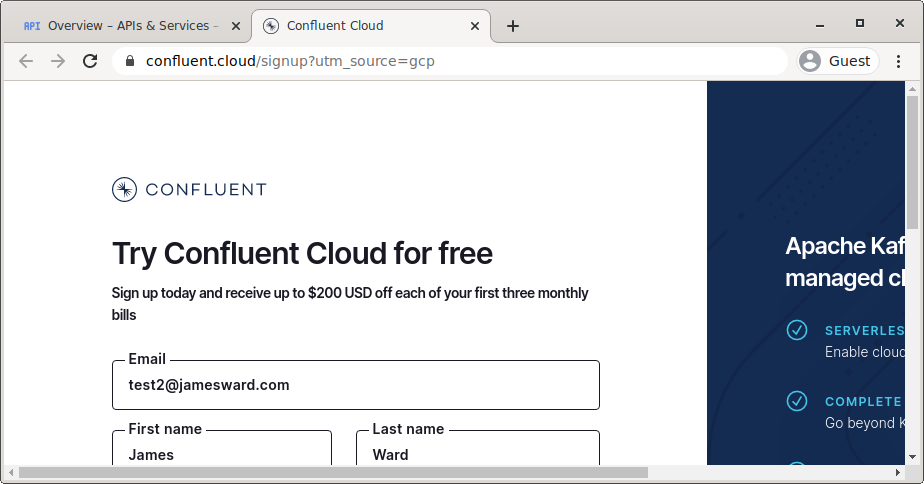 API Overview – APIs & Services –
Confluent Cloud
confluent.cloud/signup?utm_source=gcp
Guest
CONFLUENT
Try Confluent Cloud for free
Sign up today and receive up to $200 USD off each of your first three monthly
bills
Email
test2@jamesward.com
First name
Last name
James
Ward
Apache Kaf
managed cl
SERVERLES
Enable cloud
COMPLETE
Go beyond K